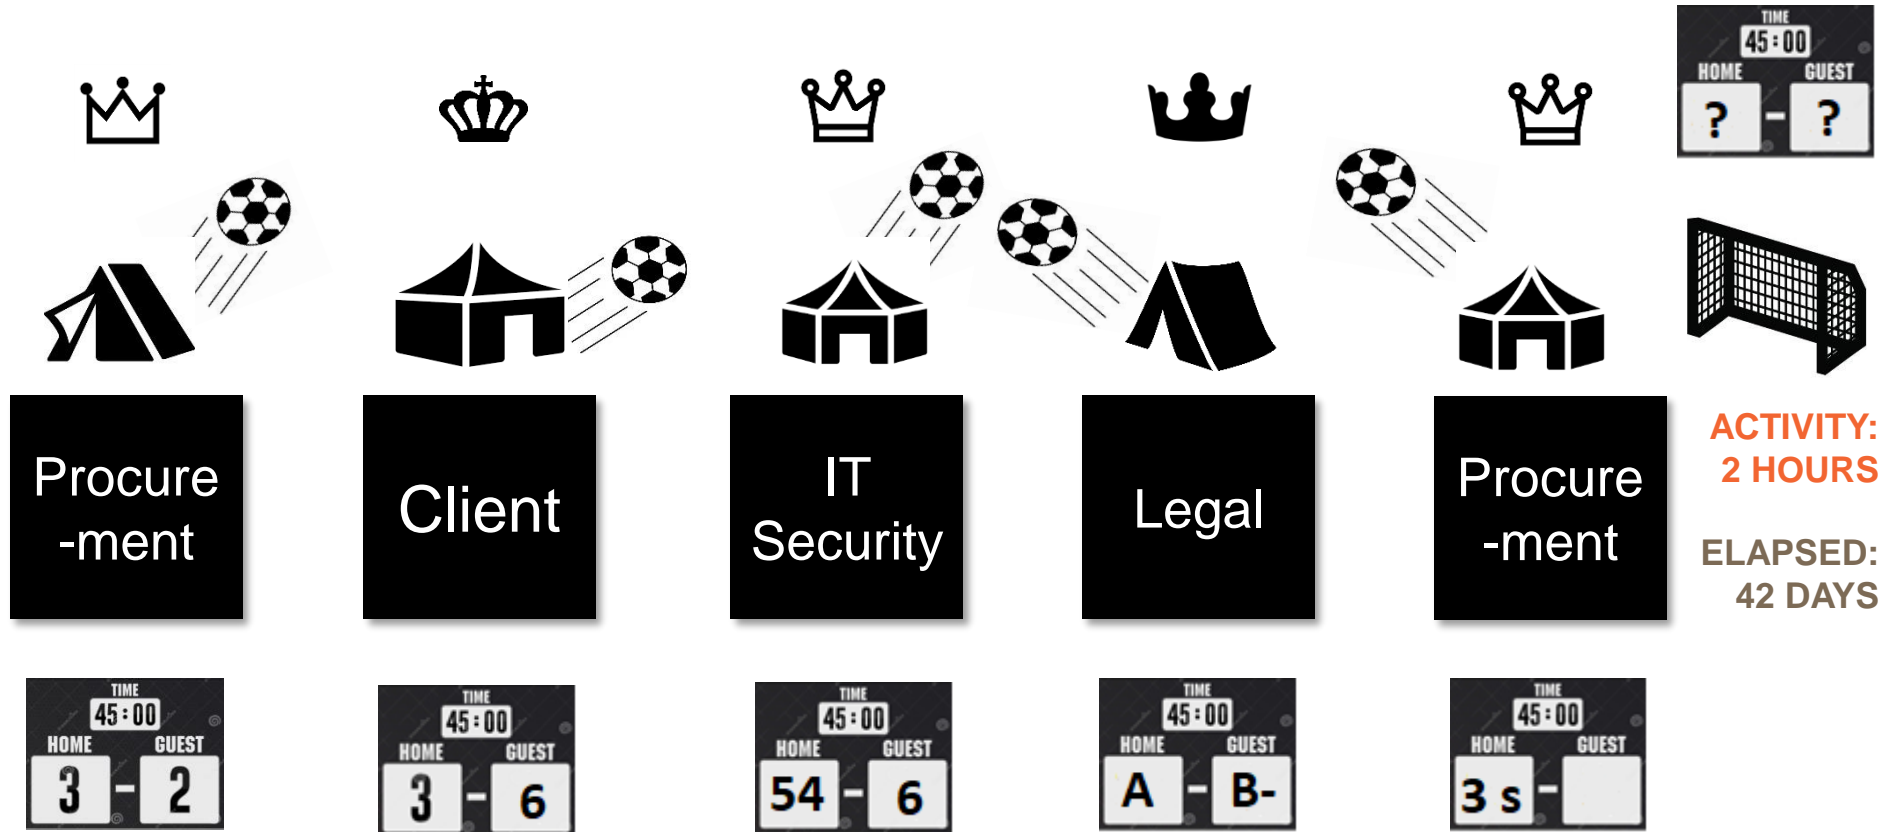 TIME
45:00
HOME GUEST
? - ?
Procure
-ment
Client
IT
Security
Legal
Procure
-ment
ACTIVITY:
2 HOURS
ELAPSED:
42 DAYS
TIME
45:00
HOME GUEST
3 - 2
TIME
45:00
HOME GUEST
3 - 6
TIME
45:00
HOME GUEST
54 - 6
TIME
45:00
HOME GUEST
A - B-
TIME
45:00
HOME GUEST
3 s -